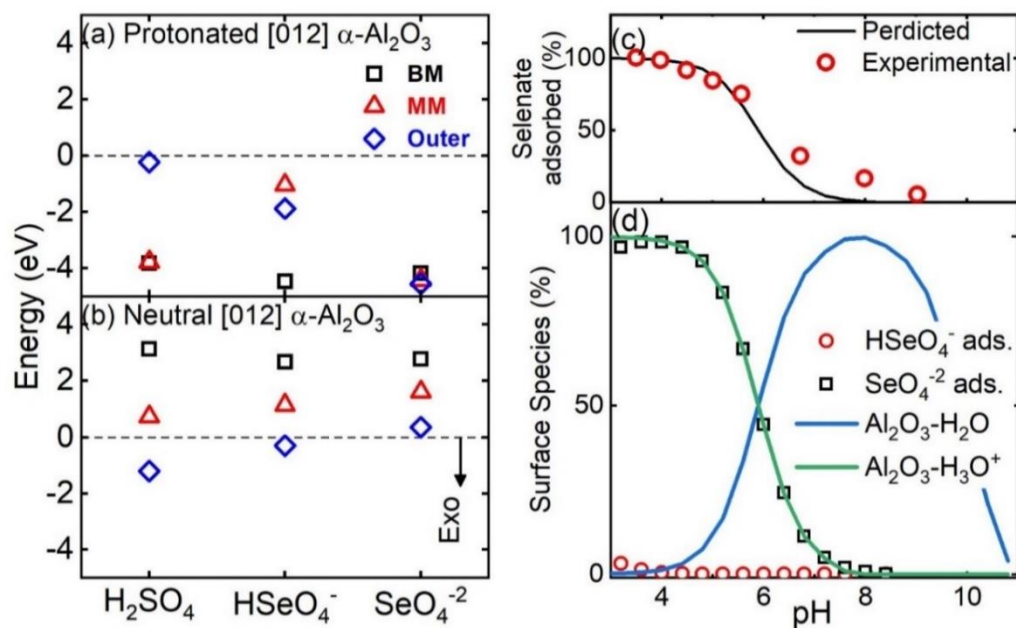 (a) Protonated [012] α-Al₂O₃
BM
MM
Outer
4
2
0
-2
-4
(b) Neutral [012] α-Al₂O₃
4
2
0
-2
-4
Energy (eV)
Exo
H₂SO₄
HSeO₄⁻
SeO₄⁻²
(c)
Perdicted
Experimental
100
50
0
Selenate
adsorbed (%)
(d)
100
50
0
Surface Species (%)
HSeO₄⁻ ads.
SeO₄⁻² ads.
Al₂O₃-H₂O
Al₂O₃-H₃O⁺
4
6
8
10
pH